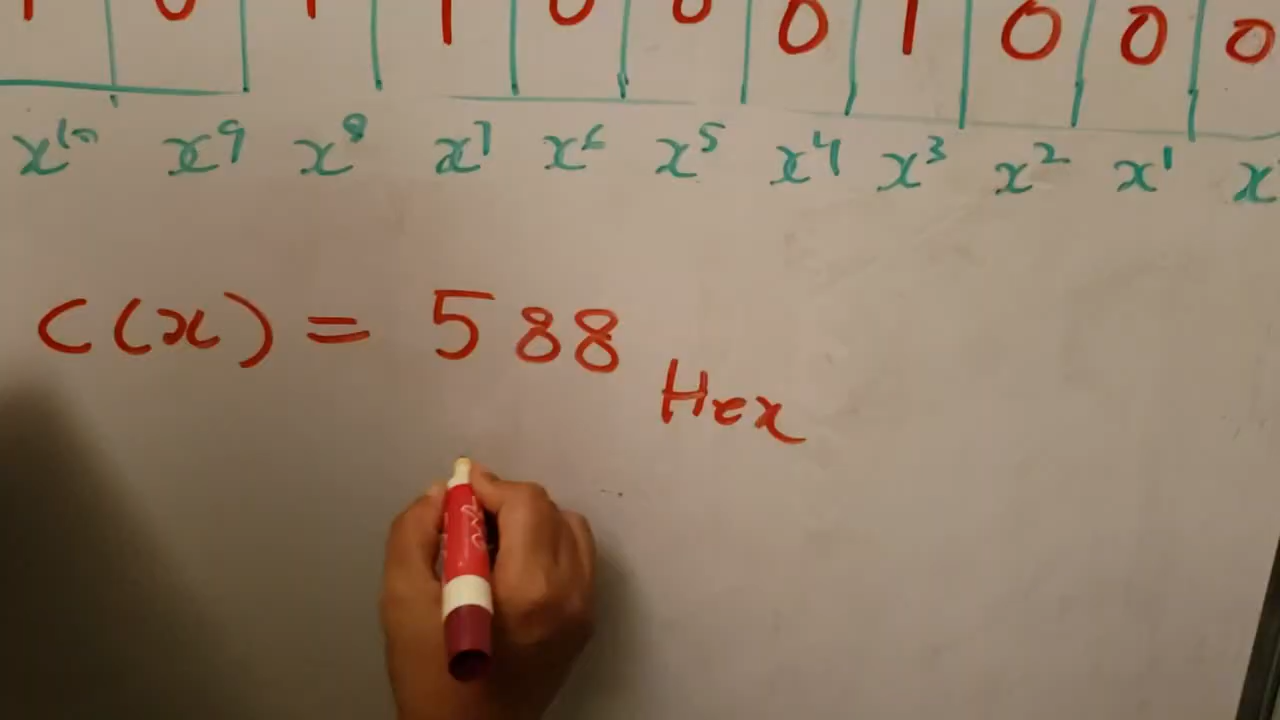 1 0 1 1 0 0 0 1 0 0 0
x¹⁰ x⁹ x⁸ x⁷ x⁶ x⁵ x⁴ x³ x² x¹ x
C(x) = 588 Hex